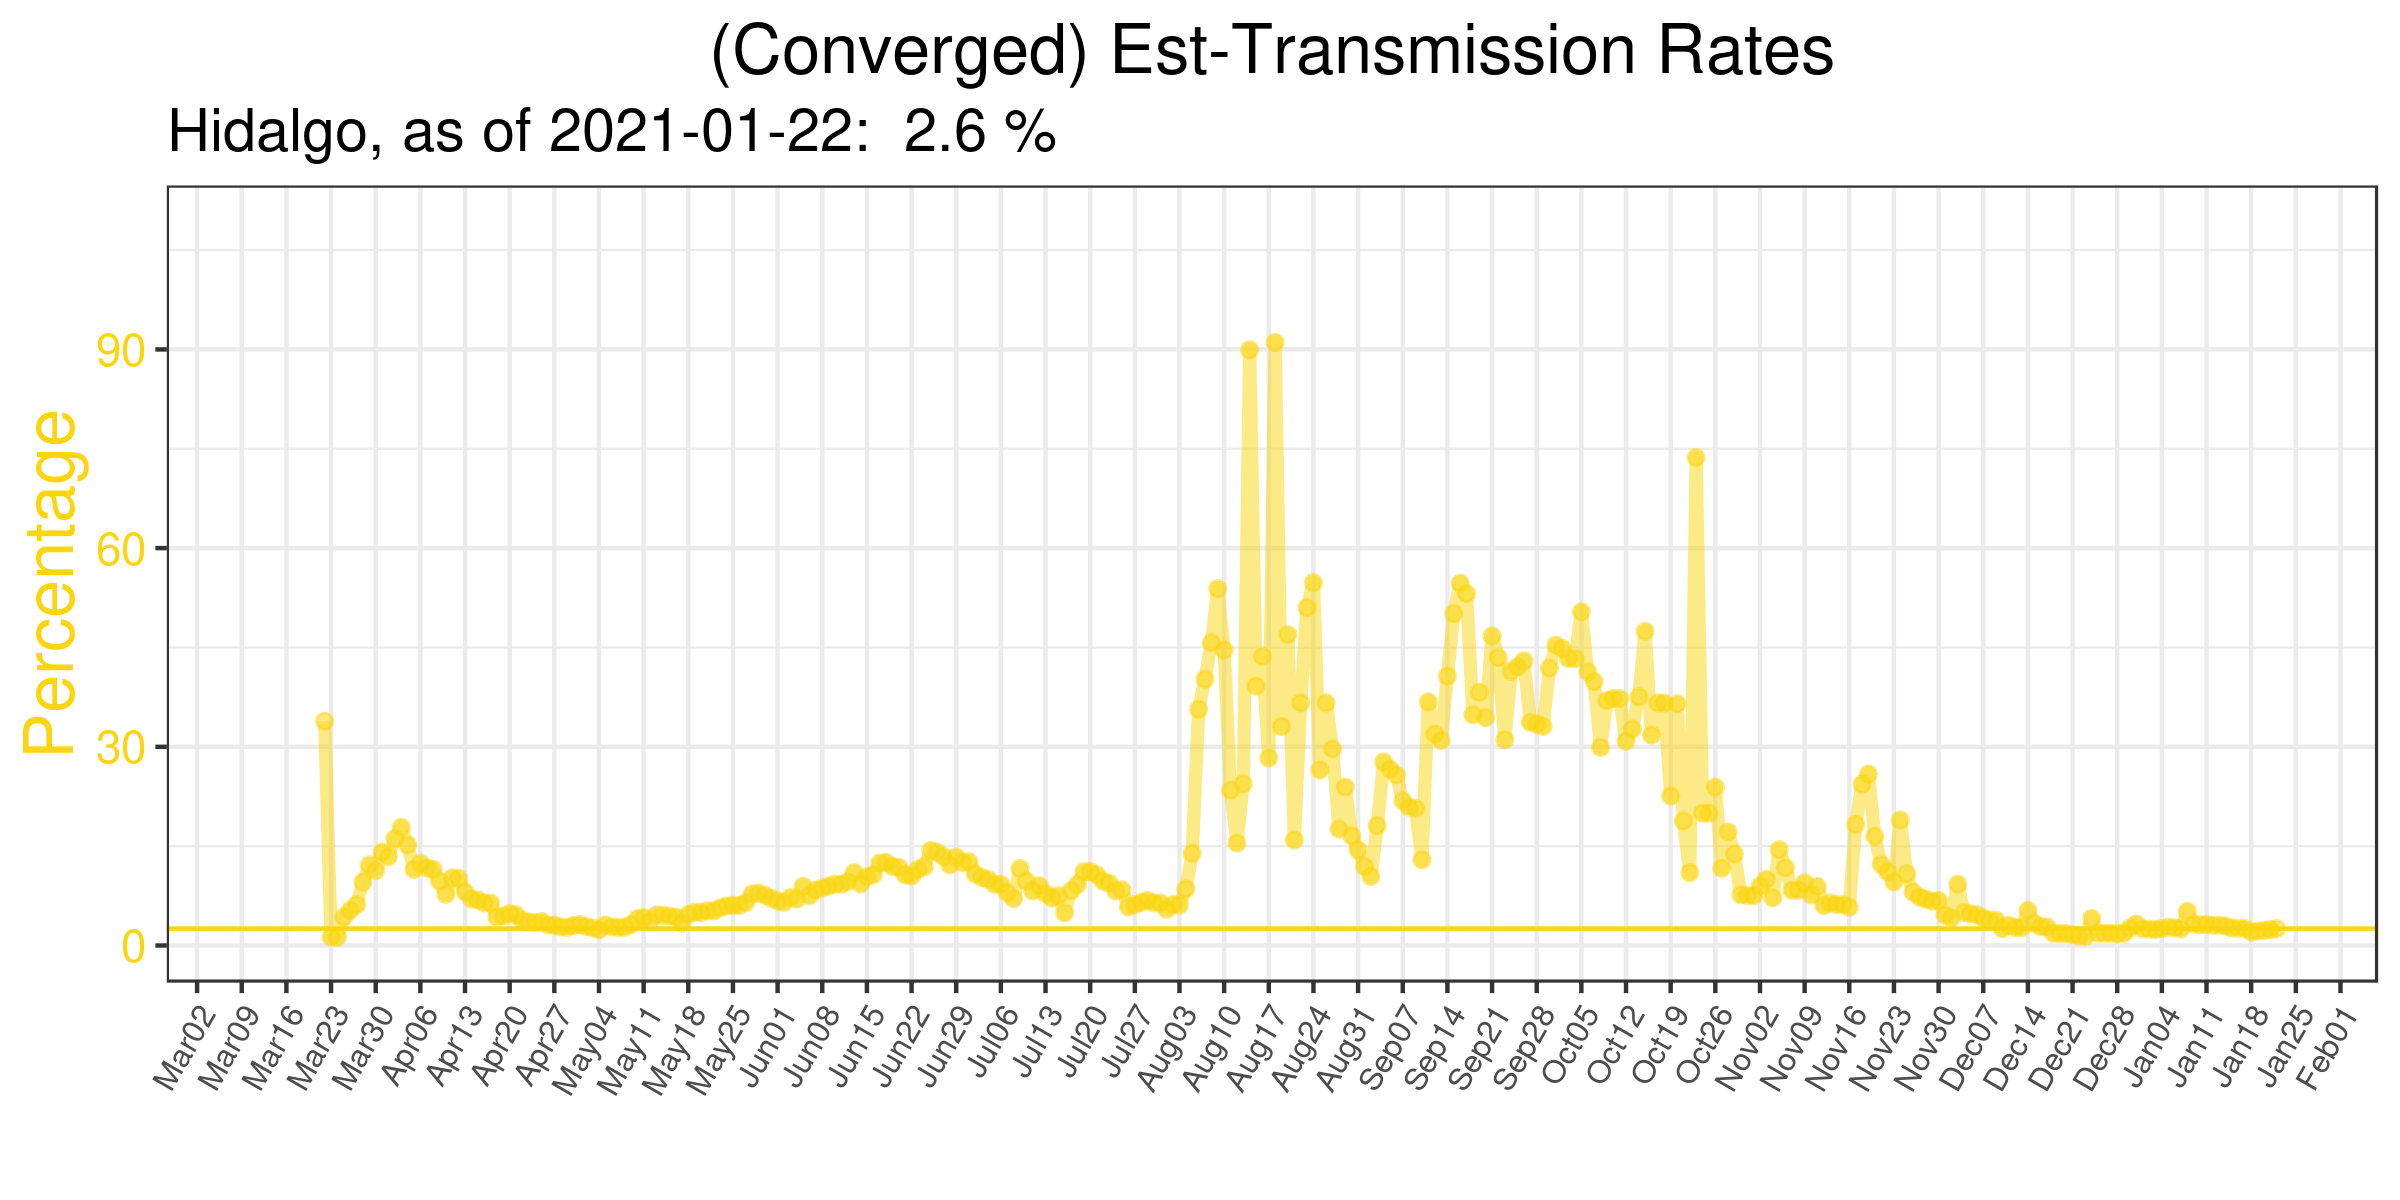 (Converged) Est-Transmission Rates
Hidalgo, as of 2021-01-22:  2.6 %
Percentage
90
60
30
0
Mar02
Mar09
Mar16
Mar23
Mar30
Apr06
Apr13
Apr20
Apr27
May04
May11
May18
May25
Jun01
Jun08
Jun15
Jun22
Jun29
Jul06
Jul13
Jul20
Jul27
Aug03
Aug10
Aug17
Aug24
Aug31
Sep07
Sep14
Sep21
Sep28
Oct05
Oct12
Oct19
Oct26
Nov02
Nov09
Nov16
Nov23
Nov30
Dec07
Dec14
Dec21
Dec28
Jan04
Jan11
Jan18
Jan25
Feb01